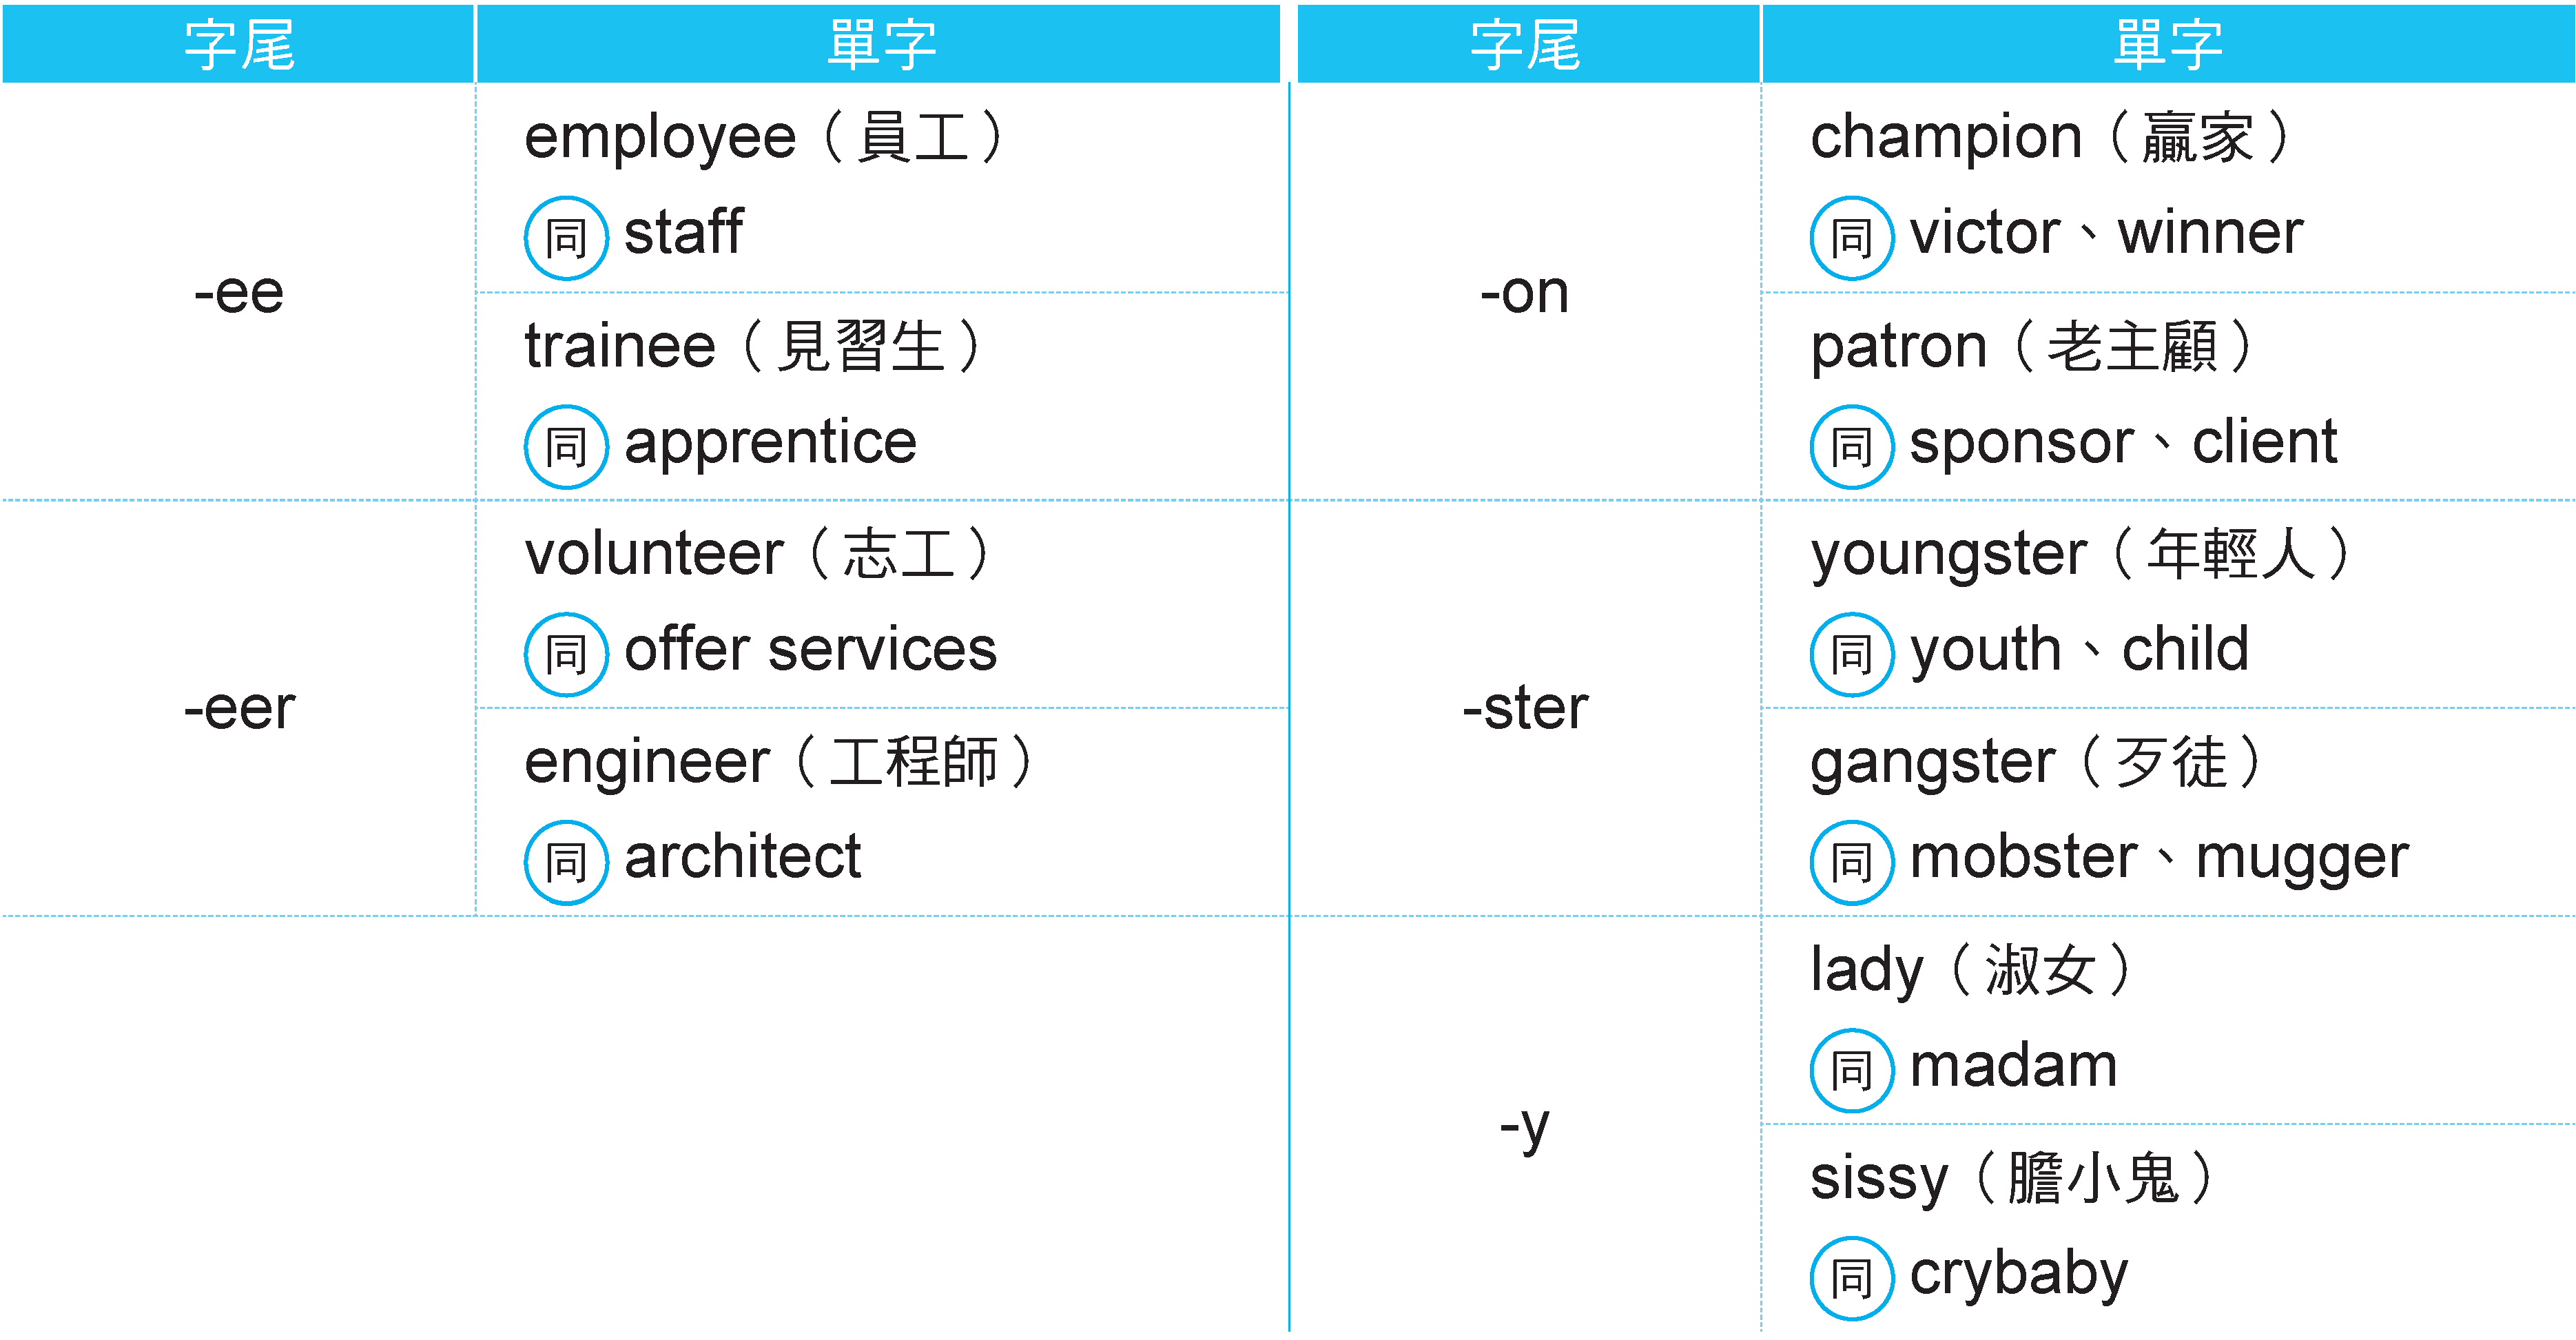 字尾 單字
-ee
employee（員工）
同 staff
trainee（見習生）
同 apprentice
-eer
volunteer（志工）
同 offer services
engineer（工程師）
同 architect
字尾 單字
-on
champion（贏家）
同 victor、winner
patron（老主顧）
同 sponsor、client
-ster
youngster（年輕人）
同 youth、child
gangster（歹徒）
同 mobster、mugger
-y
lady（淑女）
同 madam
sissy（膽小鬼）
同 crybaby